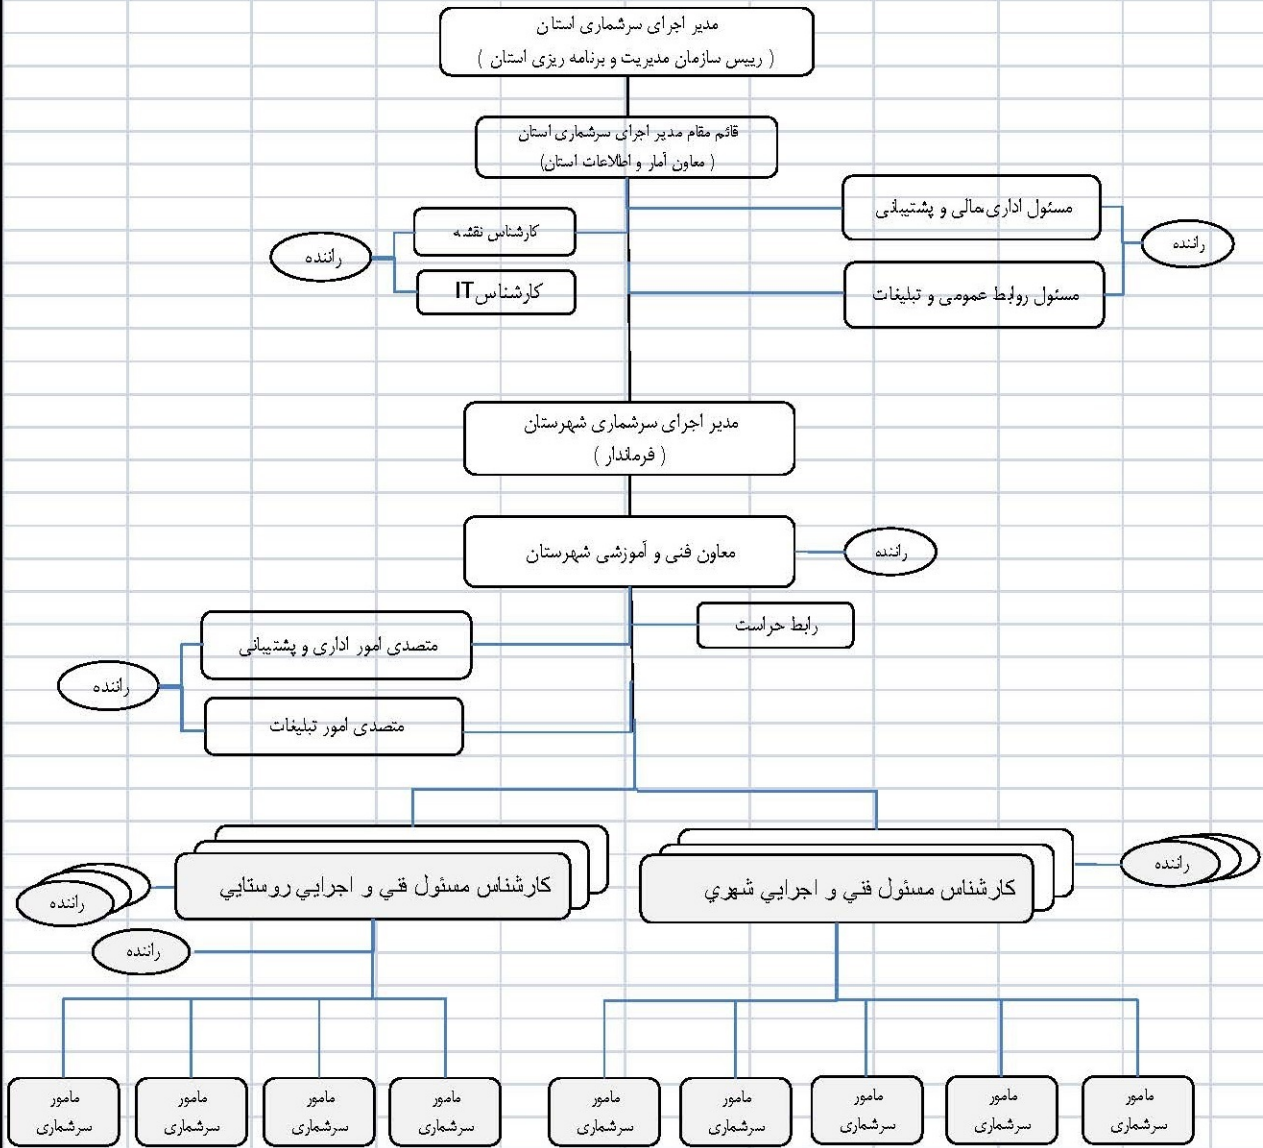 مدیر اجرای سرشماری استان
( رییس سازمان مدیریت و برنامه ریزی استان )
قائم مقام مدیر اجرای سرشماری استان
( معاون آمار و اطلاعات استان)
مسئول اداری،مالی و پشتیبانی
راننده
کارشناس نقشه
راننده
کارشناس IT
مسئول روابط عمومی و تبلیغات
مدیر اجرای سرشماری شهرستان
( فرماندار )
معاون فنی و آموزشی شهرستان
راننده
رابط حراست
متصدی امور اداری و پشتیبانی
راننده
متصدی امور تبلیغات
راننده
كارشناس مسئول فني و اجرايي شهري
كارشناس مسئول فني و اجرايي روستايي
راننده
راننده
مامور
سرشماری
مامور
سرشماری
مامور
سرشماری
مامور
سرشماری
مامور
سرشماری
مامور
سرشماری
مامور
سرشماری
مامور
سرشماری
مامور
سرشماری